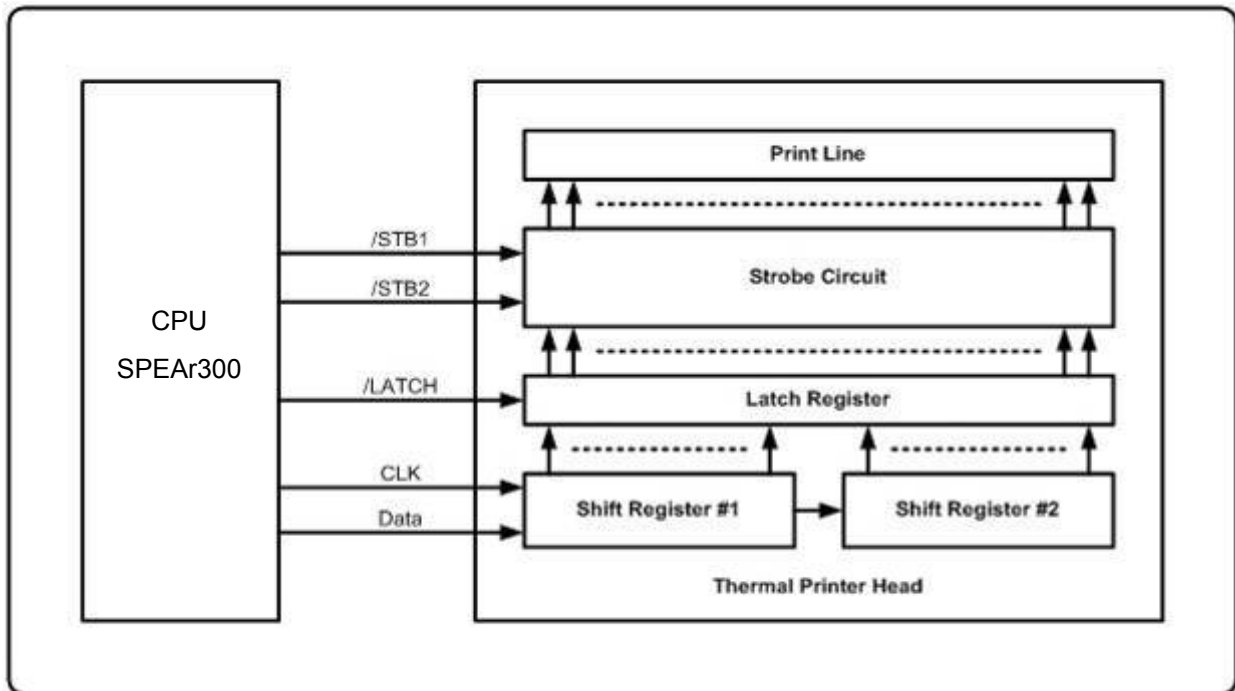 Print Line
/STB1
Strobe Circuit
/STB2
CPU
SPEAr300
/LATCH
Latch Register
CLK
Shift Register #1
Shift Register #2
Data
Thermal Printer Head